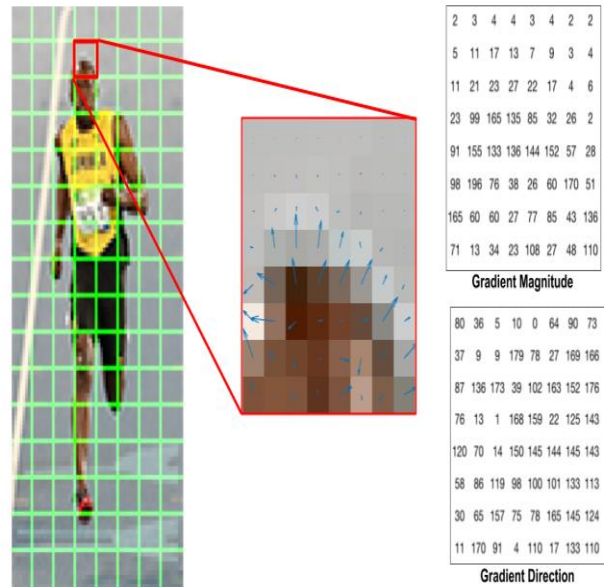 2 3 4 4 3 4 2 2
5 11 17 13 7 9 3 4
11 21 23 27 22 17 4 6
23 99 165 135 85 32 26 2
91 155 133 136 144 152 57 28
98 196 76 38 26 60 170 51
165 60 60 27 77 85 43 136
71 13 34 23 108 27 48 110
Gradient Magnitude
80 36 5 10 0 64 90 73
37 9 9 179 78 27 169 166
87 136 173 39 102 163 152 176
76 13 1 168 159 22 125 143
120 70 14 150 145 144 145 143
58 86 119 98 100 101 133 113
30 65 157 75 78 165 145 124
11 170 91 4 110 17 133 110
Gradient Direction